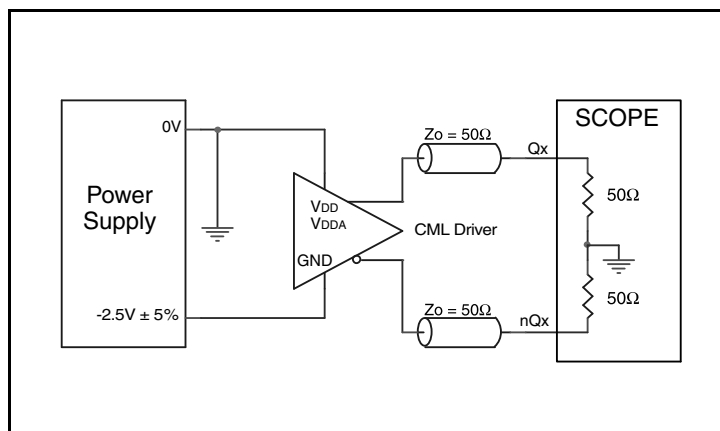 SCOPE
0V
Zo = 50Ω
Qx
Power
Supply
VDD
VDDA
50Ω
CML Driver
GND
-2.5V ± 5%
Zo = 50Ω
nQx
50Ω